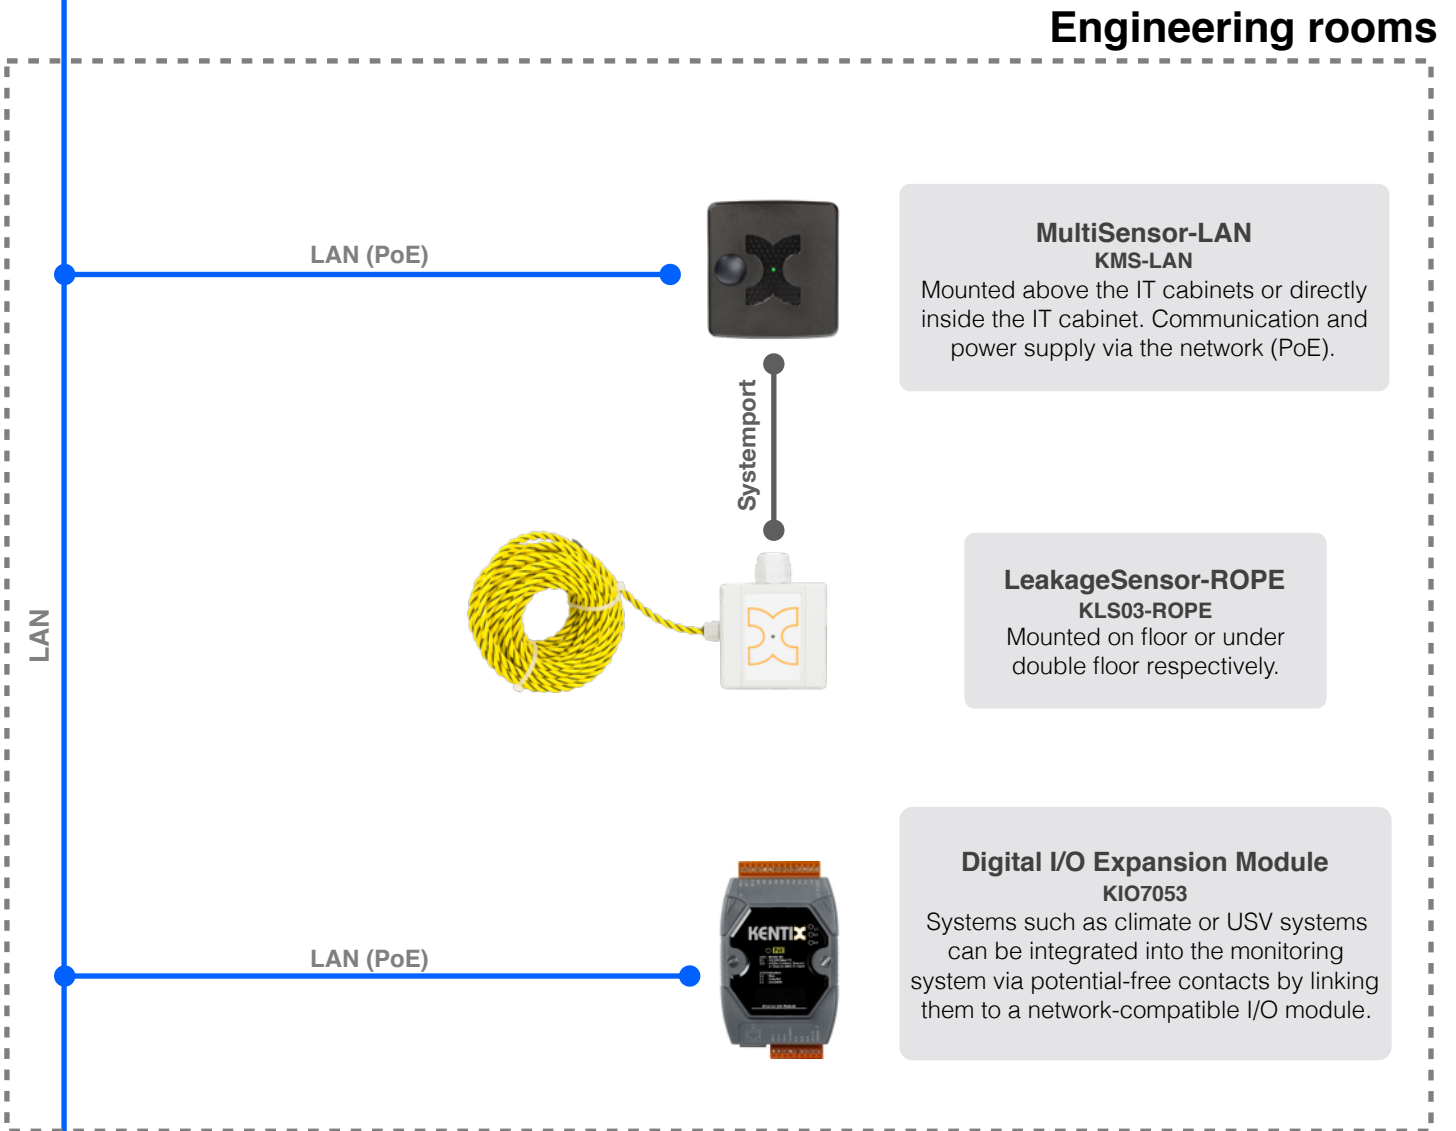 Engineering rooms
LAN (PoE)
MultiSensor-LAN
KMS-LAN
Mounted above the IT cabinets or directly
inside the IT cabinet. Communication and
power supply via the network (PoE).
Systemport
LAN
LeakageSensor-ROPE
KLS03-ROPE
Mounted on floor or under
double floor respectively.
LAN (PoE)
KENTIX
PoE
Digital I/O Expansion Module
KIO7053
Systems such as climate or USV systems
can be integrated into the monitoring
system via potential-free contacts by linking
them to a network-compatible I/O module.